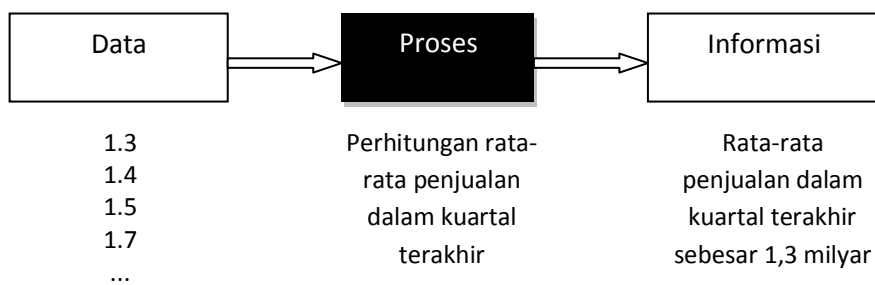 Data
Proses
Informasi
1.3
1.4
1.5
1.7
...
Perhitungan rata-
rata penjualan
dalam kuartal
terakhir
Rata-rata
penjualan dalam
kuartal terakhir
sebesar 1,3 milyar